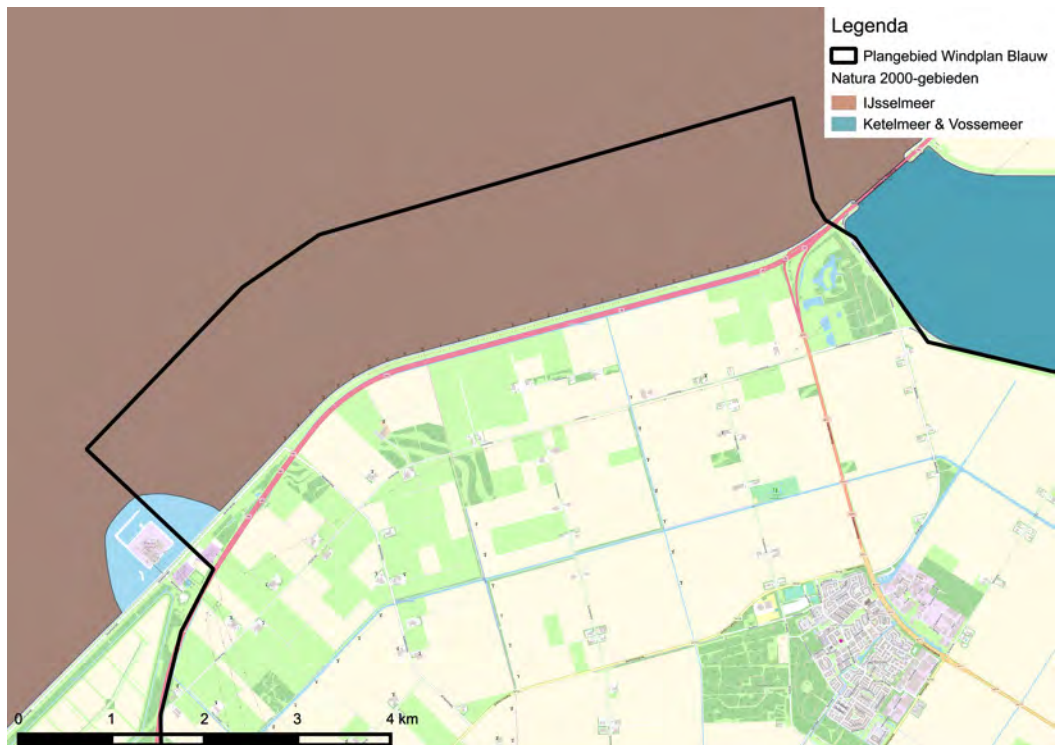 Legenda
Plangebied Windplan Blauw
Natura 2000-gebieden
IJsselmeer
Ketelmeer & Vossemeer
0 1 2 3 4 km